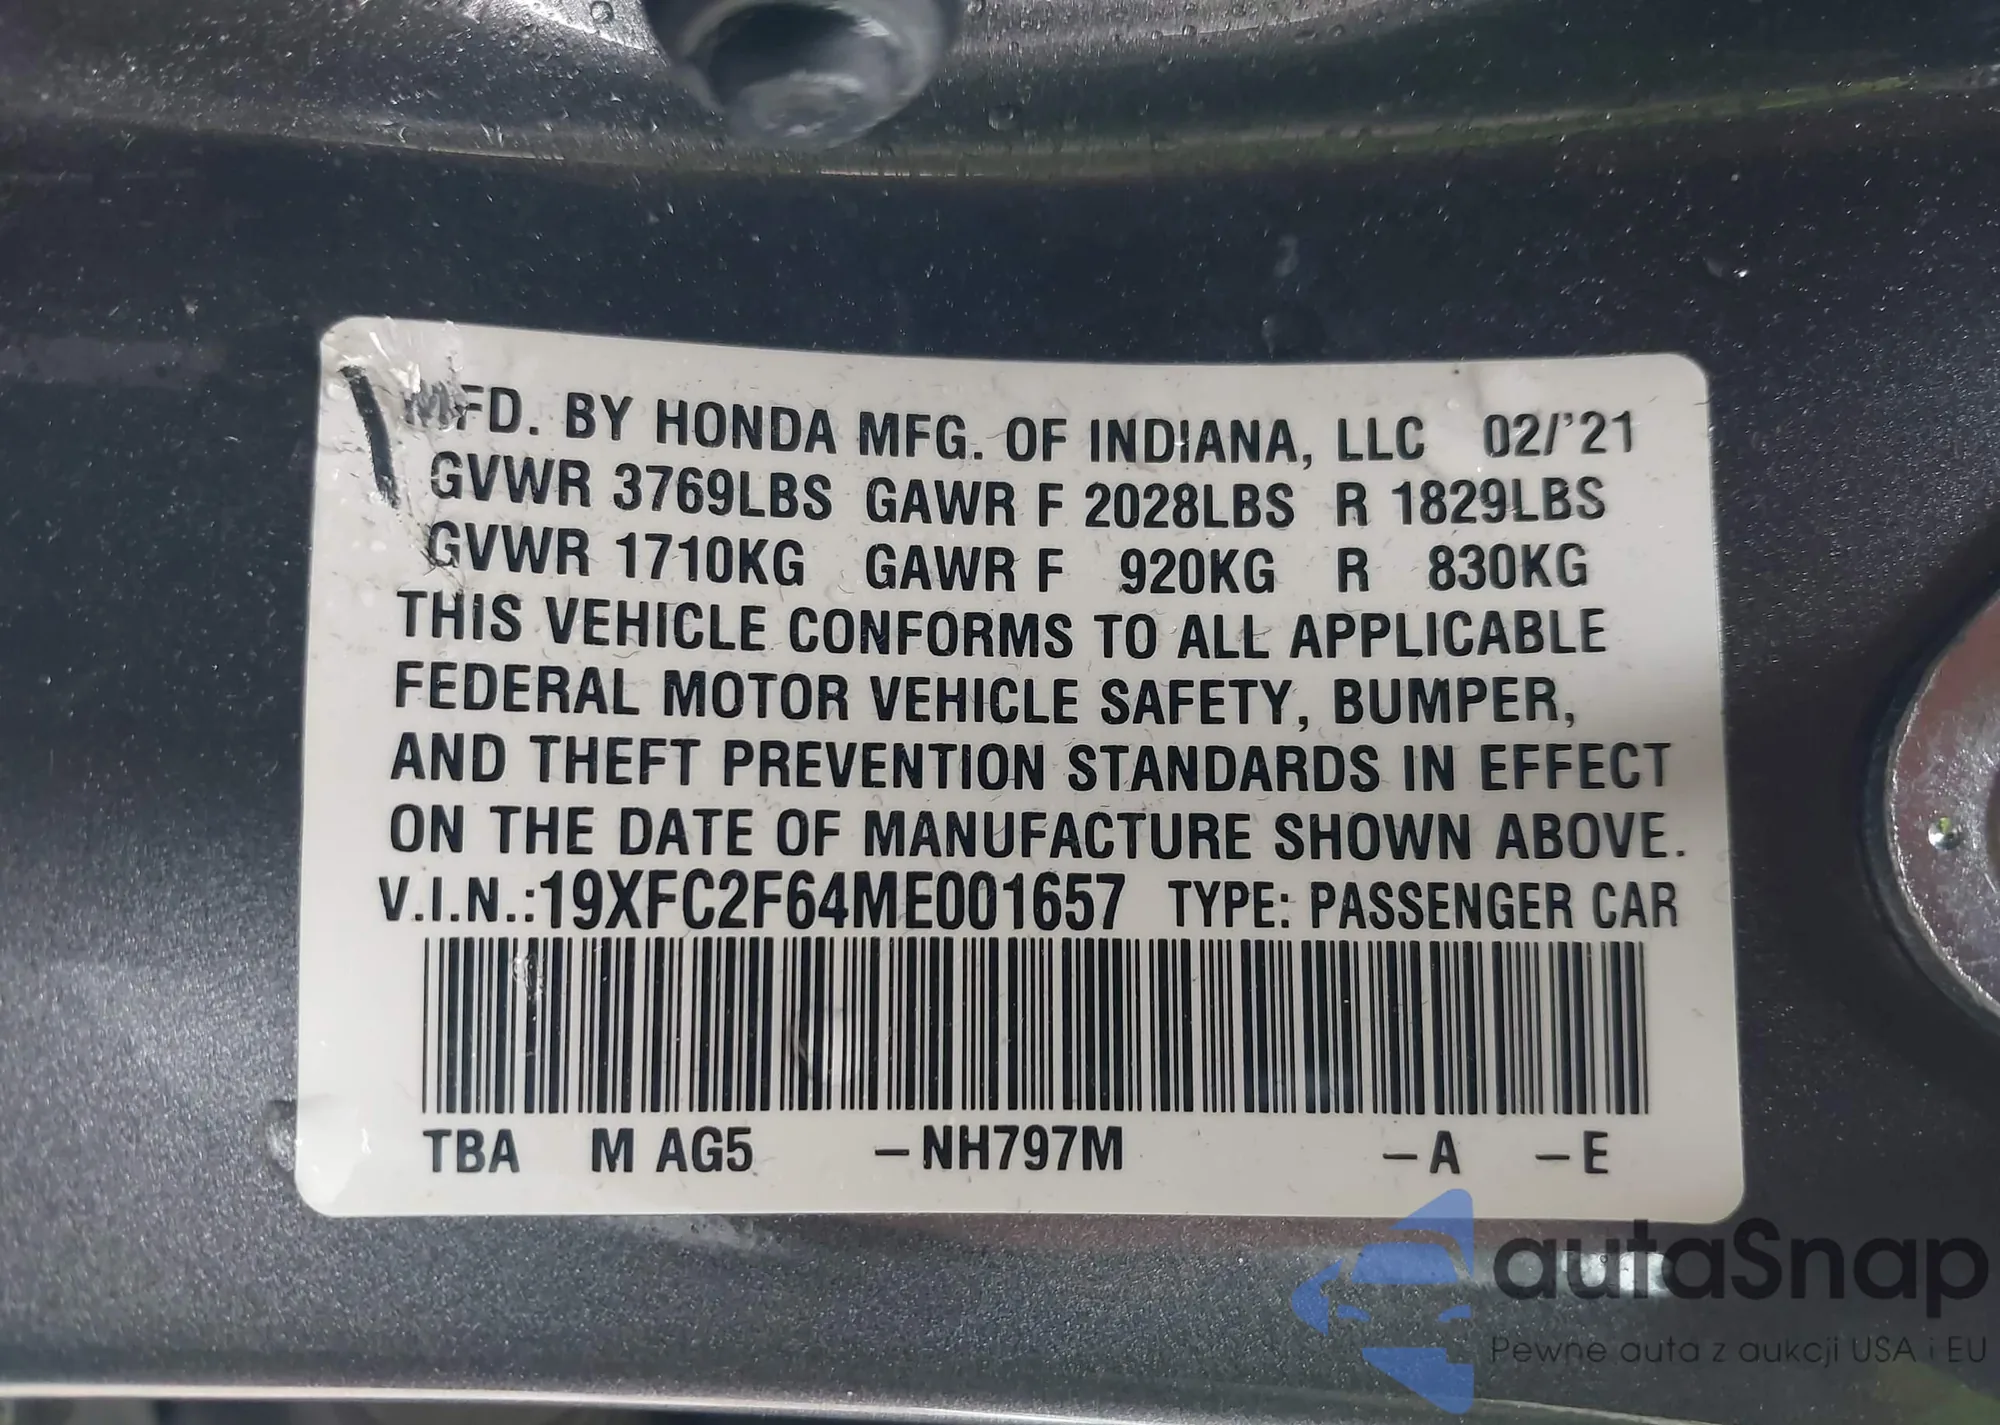 MFD. BY HONDA MFG. OF INDIANA, LLC 02/'21
GVWR 3769LBS GAWR F 2028LBS R 1829LBS
GVWR 1710KG GAWR F 920KG R 830KG
THIS VEHICLE CONFORMS TO ALL APPLICABLE
FEDERAL MOTOR VEHICLE SAFETY, BUMPER,
AND THEFT PREVENTION STANDARDS IN EFFECT
ON THE DATE OF MANUFACTURE SHOWN ABOVE.
V.I.N.:19XFC2F64ME001657 TYPE: PASSENGER CAR
TBA M AG5 –NH797M –A –E
autaSnap
Pewne auta z aukcji USA i EU